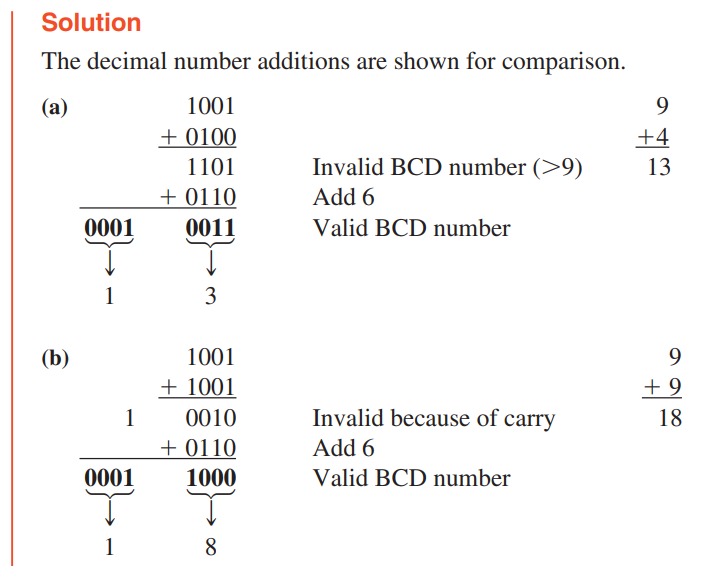 Solution
The decimal number additions are shown for comparison.
(a) 1001 9
+ 0100 +4
1101 Invalid BCD number (>9) 13
+ 0110 Add 6
0001 0011 Valid BCD number
1 3
(b) 1001 9
+ 1001 + 9
1 0010 Invalid because of carry 18
+ 0110 Add 6
0001 1000 Valid BCD number
1 8